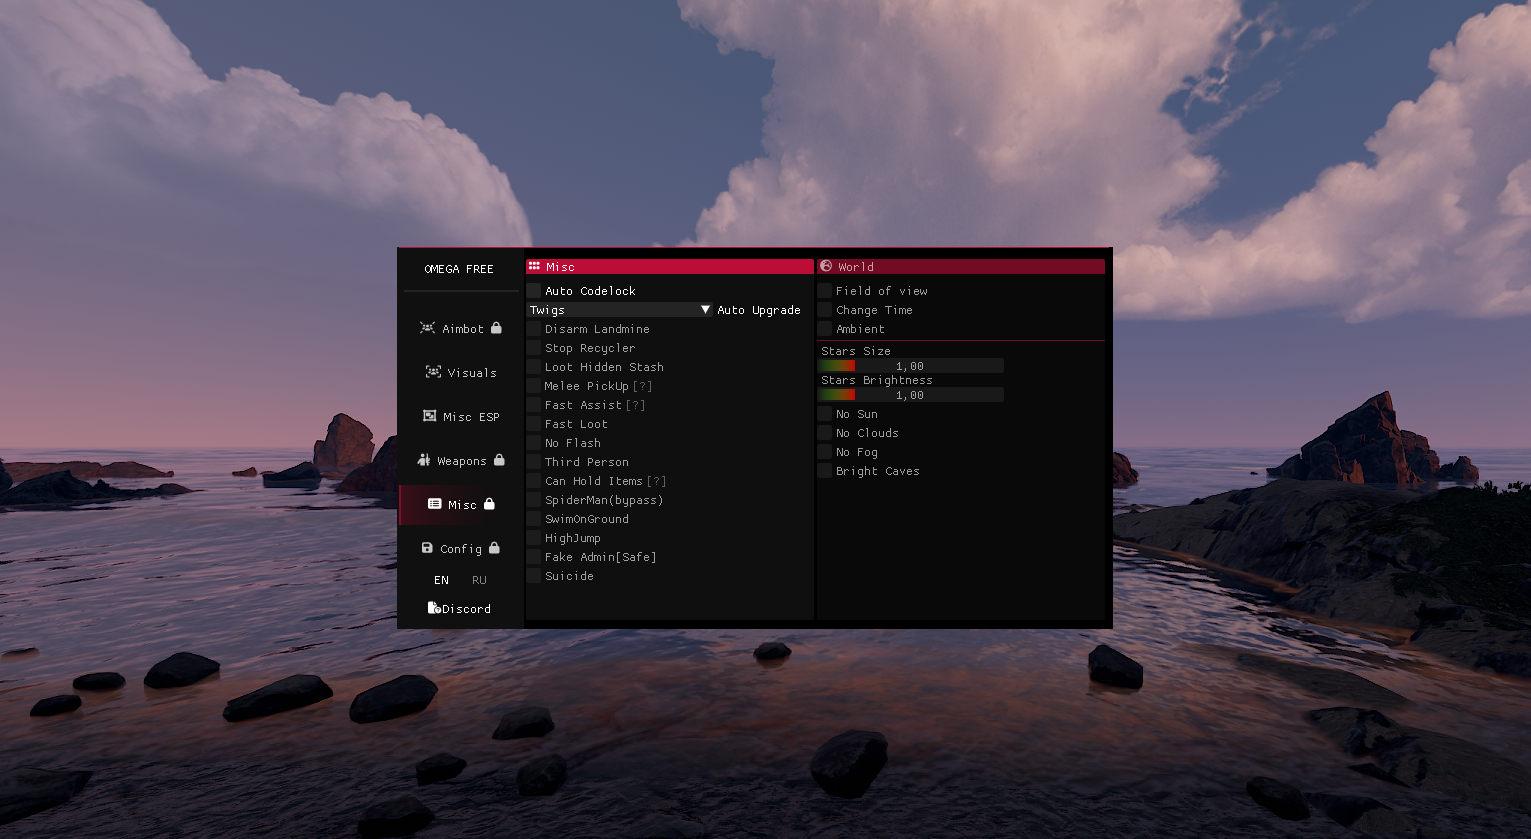 OMEGA FREE
Aimbot
Visuals
Misc ESP
Weapons
Misc
Config
EN RU
Discord
Misc
Auto Codelock
Twigs Auto Upgrade
Disarm Landmine
Stop Recycler
Loot Hidden Stash
Melee PickUp [?]
Fast Assist [?]
Fast Loot
No Flash
Third Person
Can Hold Items [?]
SpiderMan(bypass)
SwimOnGround
HighJump
Fake Admin[Safe]
Suicide
World
Field of view
Change Time
Ambient
Stars Size
1,00
Stars Brightness
1,00
No Sun
No Clouds
No Fog
Bright Caves